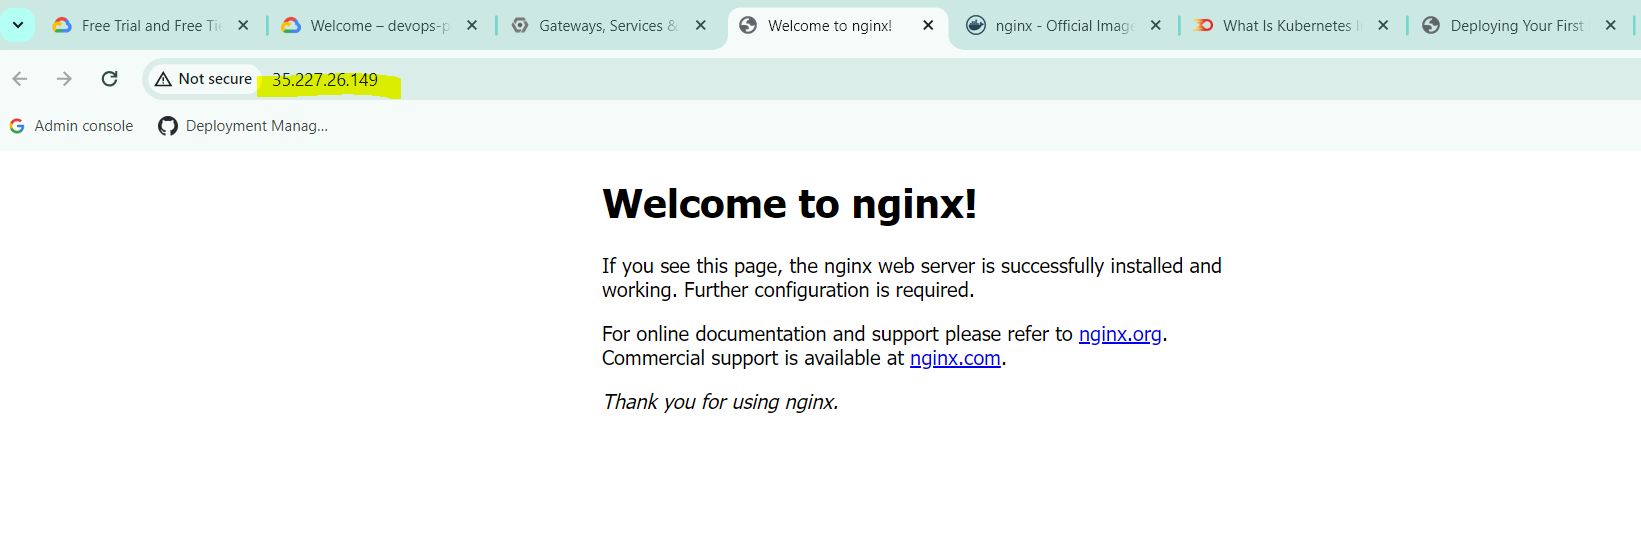 Free Trial and Free Tie
Welcome – devops-p
Gateways, Services &
Welcome to nginx!
nginx - Official Image
What Is Kubernetes I
Deploying Your First
Not secure
35.227.26.149
Admin console
Deployment Manag...
Welcome to nginx!
If you see this page, the nginx web server is successfully installed and
working. Further configuration is required.
For online documentation and support please refer to nginx.org.
Commercial support is available at nginx.com.
Thank you for using nginx.